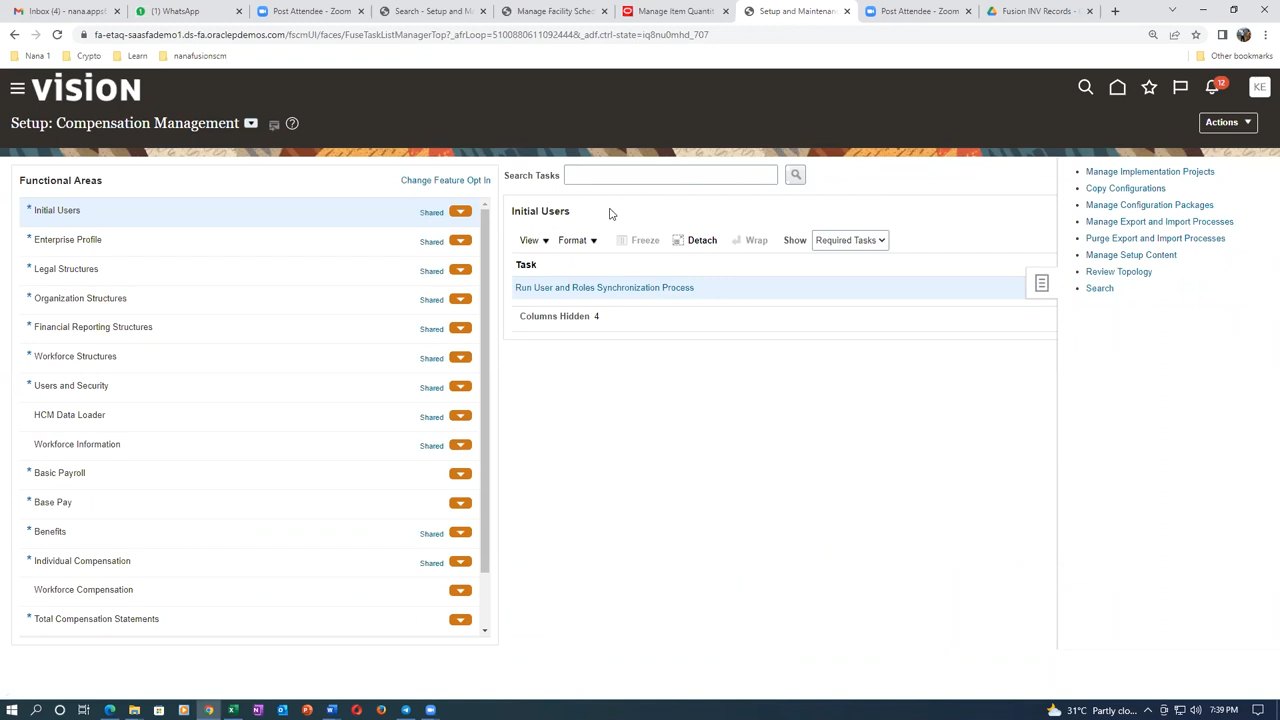 Inbox (7,013) - nana.apps
(1) WhatsApp
Post Attendee - Zoom
Search - Setup and Ma
Manage Facility Sched
Manage Item Quantit
Setup and Maintenanc
Post Attendee - Zoom
Fusion INV Records -
fa-etaq-saasfademo1.ds-fa.oraclepdemos.com/fscmUI/faces/FuseTaskListManagerTop?_afrLoop=5100880611092444&_adf.ctrl-state=iq8nu0mhd_707
Nana 1
Crypto
Learn
nanafusionscm
Other bookmarks
VISION
12
KE
Setup: Compensation Management
Actions
Functional Areas
Change Feature Opt In
* Initial Users Shared
* Enterprise Profile Shared
* Legal Structures Shared
* Organization Structures Shared
* Financial Reporting Structures Shared
* Workforce Structures Shared
* Users and Security Shared
HCM Data Loader Shared
Workforce Information Shared
* Basic Payroll
* Base Pay
* Benefits Shared
* Individual Compensation Shared
Workforce Compensation
* Total Compensation Statements
Search Tasks
Initial Users
View Format Freeze Detach Wrap Show Required Tasks
Task
Run User and Roles Synchronization Process
Columns Hidden 4
Manage Implementation Projects
Copy Configurations
Manage Configuration Packages
Manage Export and Import Processes
Purge Export and Import Processes
Manage Setup Content
Review Topology
Search
31°C Partly clo...
7:39 PM